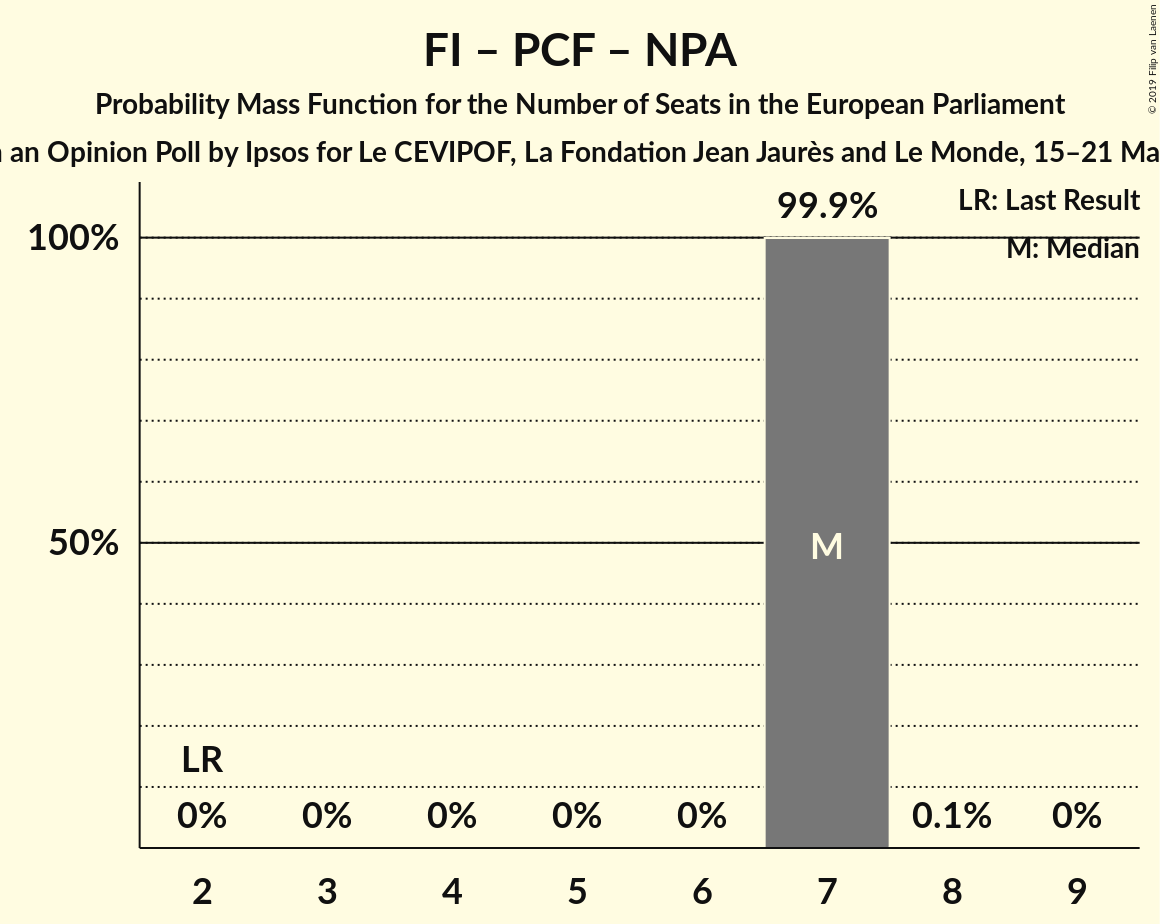 FI – PCF – NPA
Probability Mass Function for the Number of Seats in the European Parliament
an Opinion Poll by Ipsos for Le CEVIPOF, La Fondation Jean Jaurès and Le Monde, 15–21 Ma
© 2019 Filip van Laenen
LR: Last Result
M: Median
99.9%
100%
50%
M
LR
0% 0% 0% 0% 0% 0.1% 0%
2 3 4 5 6 7 8 9